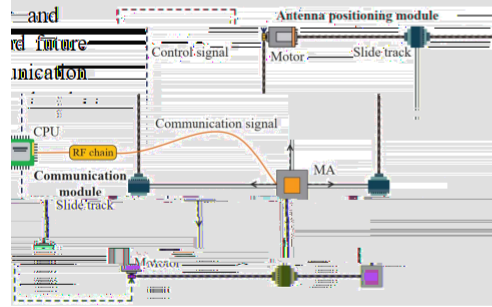 and
future
Antenna positioning module
Control signal
Motor
Slide track
Communication signal
CPU
RF chain
Communication
module
MA
Slide track
Motor